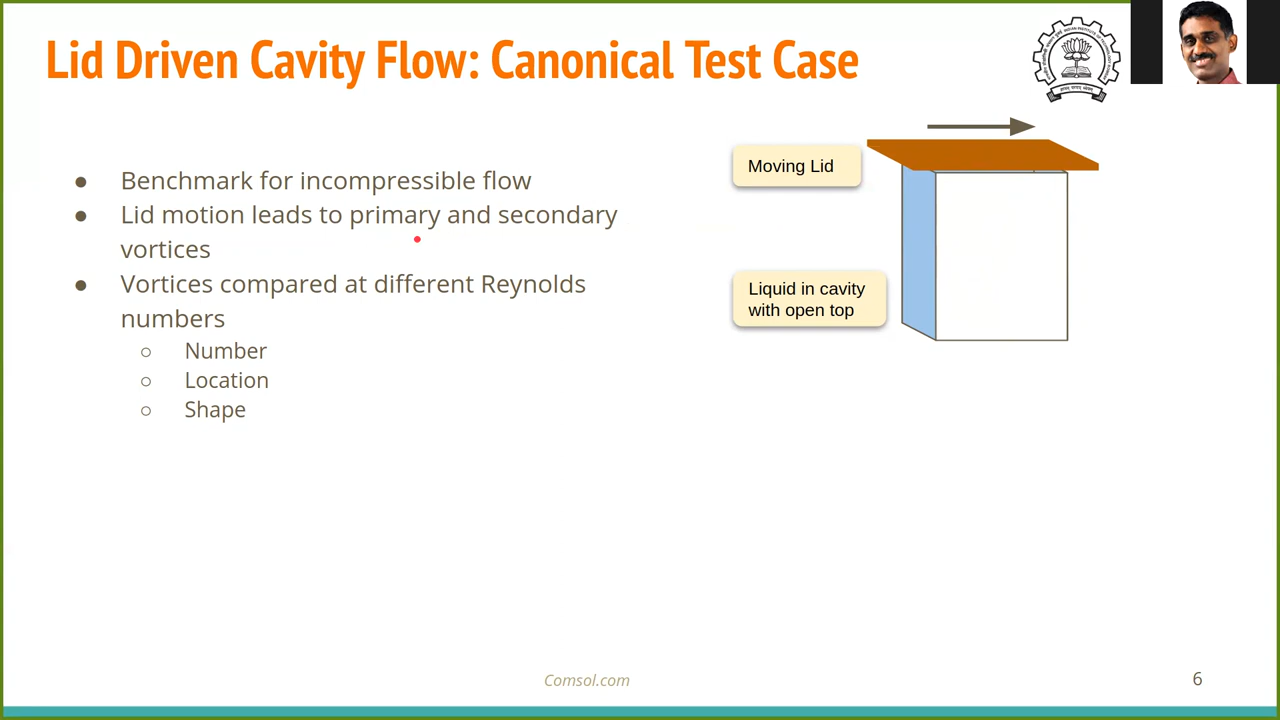 Lid Driven Cavity Flow: Canonical Test Case
● Benchmark for incompressible flow
● Lid motion leads to primary and secondary
vortices
● Vortices compared at different Reynolds
numbers
○ Number
○ Location
○ Shape
Moving Lid
Liquid in cavity
with open top
Comsol.com
6